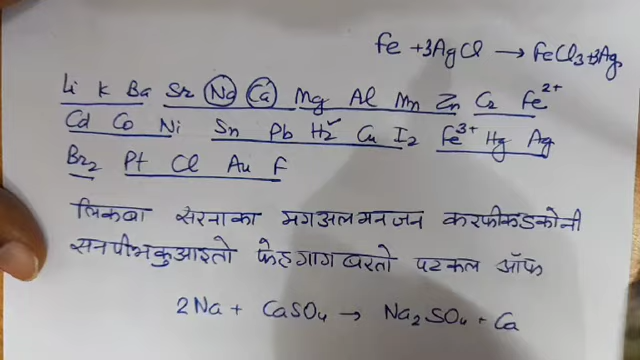 Fe + 3AgCl → FeCl3 + 3Ag
Li K Ba Sr Na Ca Mg Al Mn Zn Cr Fe2+
Cd Co Ni Sn Pb H2 Cu I2 Fe3+ Hg Ag
Br2 Pt Cl Au F
लिकबा सरनाका मगअलमनजन करफीकडकोनी
सनपीभकुआइतो फेहगागबरतो पटकल ऑफ
2Na + CaSO4 → Na2SO4 + Ca